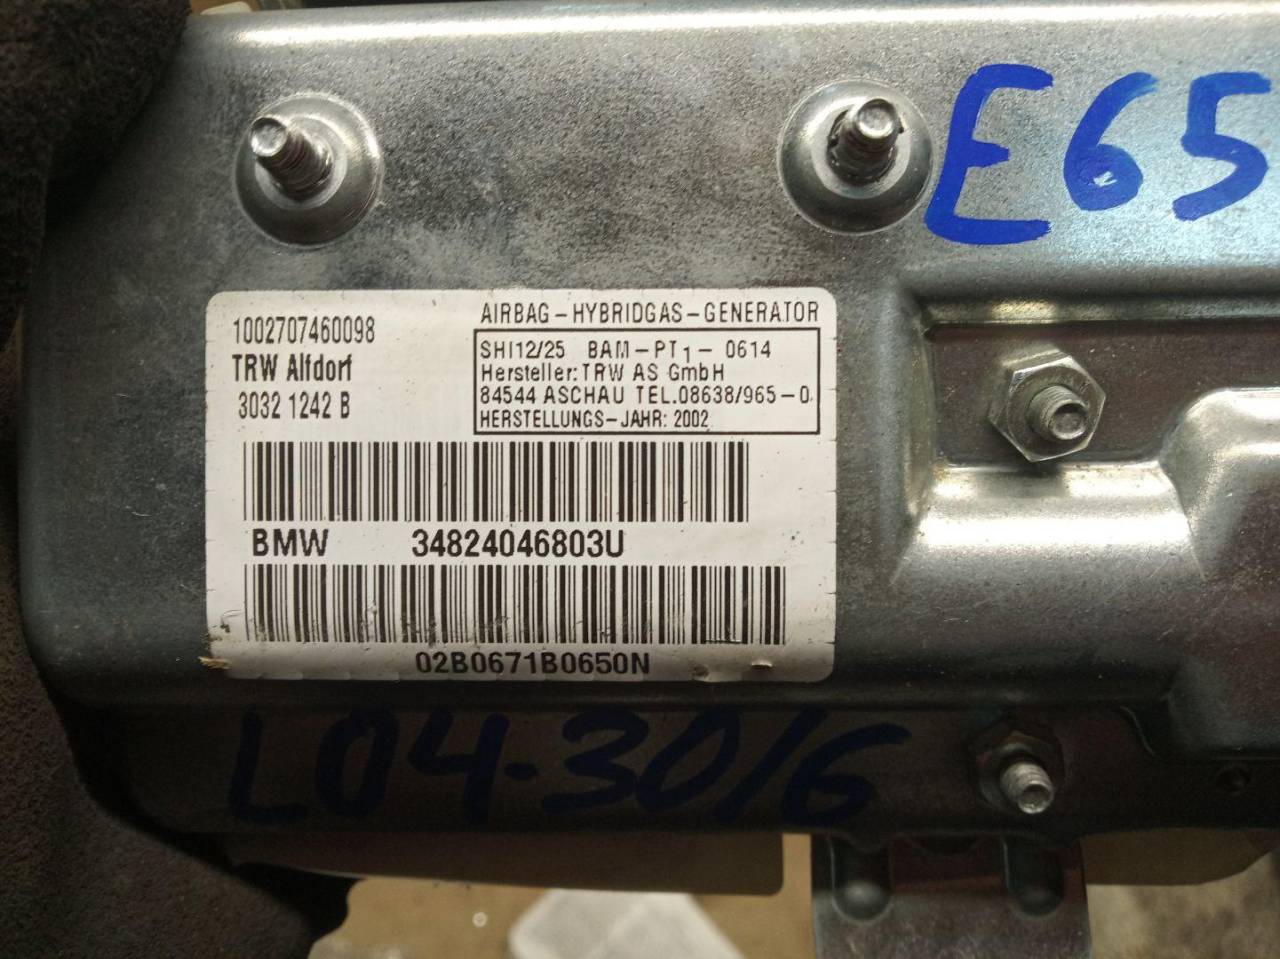 E65
1002707460098
TRW Alfdorf
3032 1242 B
AIRBAG-HYBRIDGAS-GENERATOR
SHI12/25 BAM-PT1-0614
Hersteller: TRW AS GmbH
84544 ASCHAU TEL.08638/965-0
HERSTELLUNGS-JAHR: 2002
BMW 34824046803U
02B0671B0650N
L04-30/6